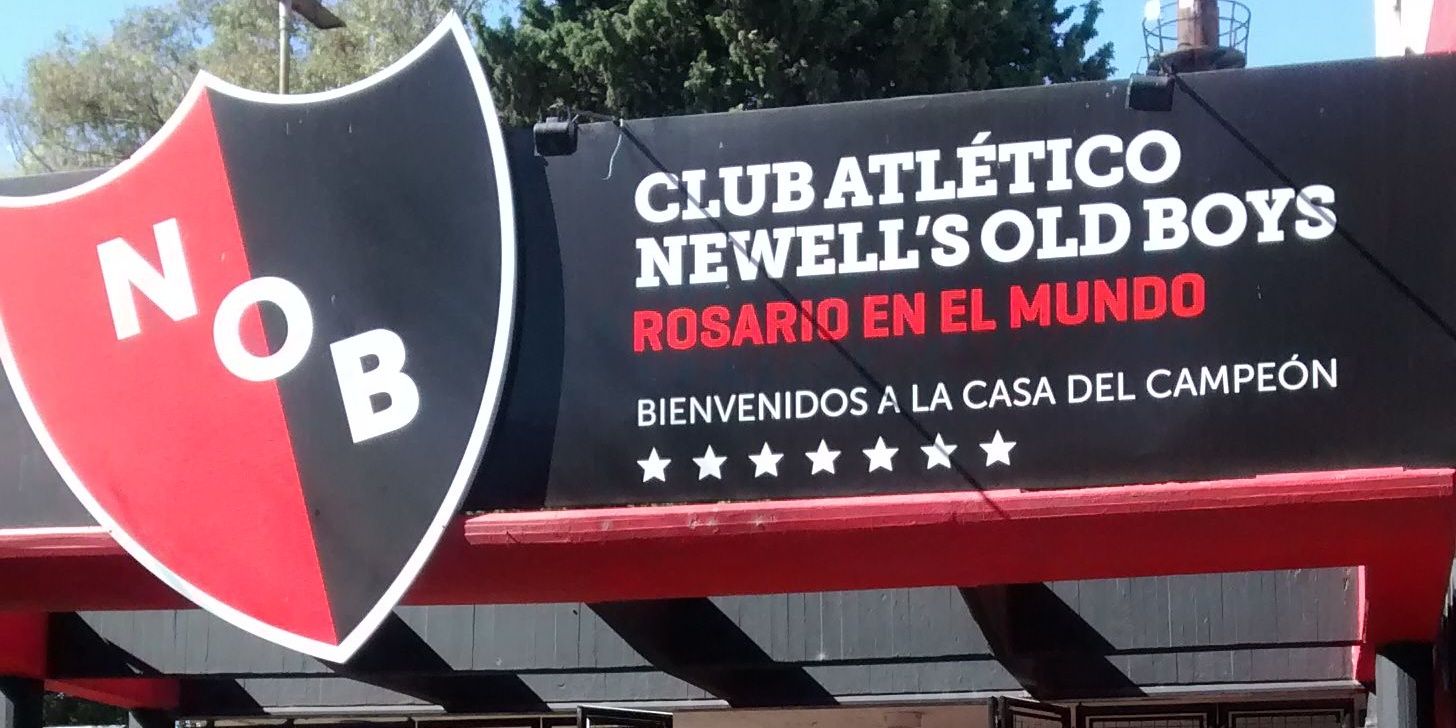 NOB
CLUB ATLÉTICO
NEWELL'S OLD BOYS
ROSARIO EN EL MUNDO
BIENVENIDOS A LA CASA DEL CAMPEÓN